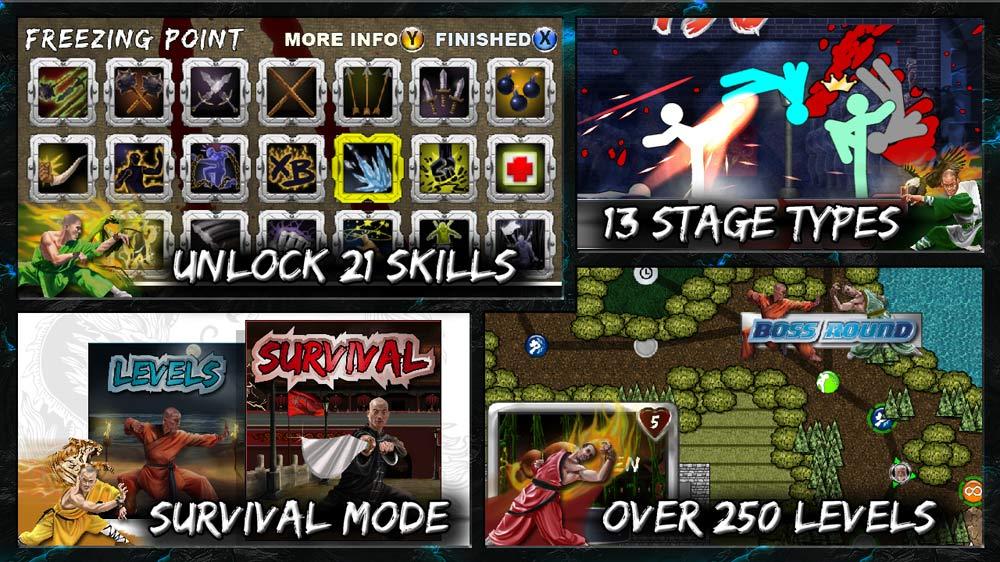 FREEZING POINT
MORE INFO Y FINISHED X
XB
UNLOCK 21 SKILLS
13 STAGE TYPES
LEVELS
SURVIVAL
SURVIVAL MODE
BOSS ROUND
5
OVER 250 LEVELS